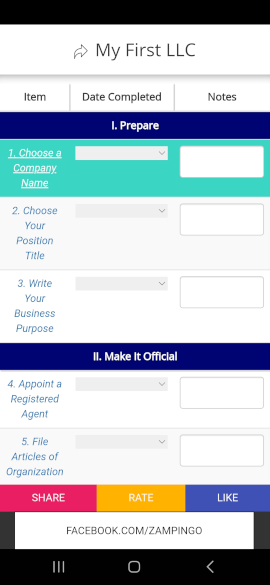 My First LLC
Item Date Completed Notes
I. Prepare
1. Choose a
Company
Name
2. Choose
Your
Position
Title
3. Write
Your
Business
Purpose
II. Make It Official
4. Appoint a
Registered
Agent
5. File
Articles of
Organization
SHARE RATE LIKE
FACEBOOK.COM/ZAMPINGO